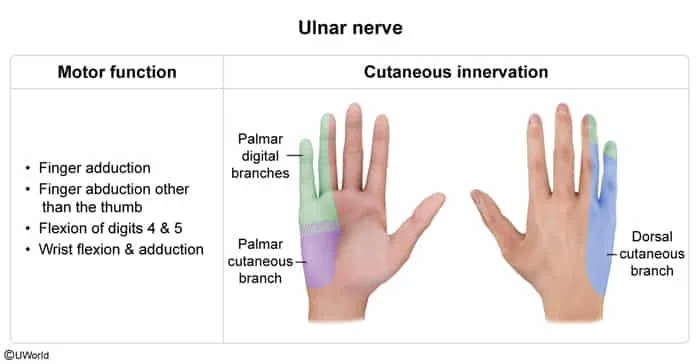 Ulnar nerve
Motor function
Cutaneous innervation
• Finger adduction
• Finger abduction other
than the thumb
• Flexion of digits 4 & 5
• Wrist flexion & adduction
Palmar
digital
branches
Palmar
cutaneous
branch
Dorsal
cutaneous
branch
©UWorld